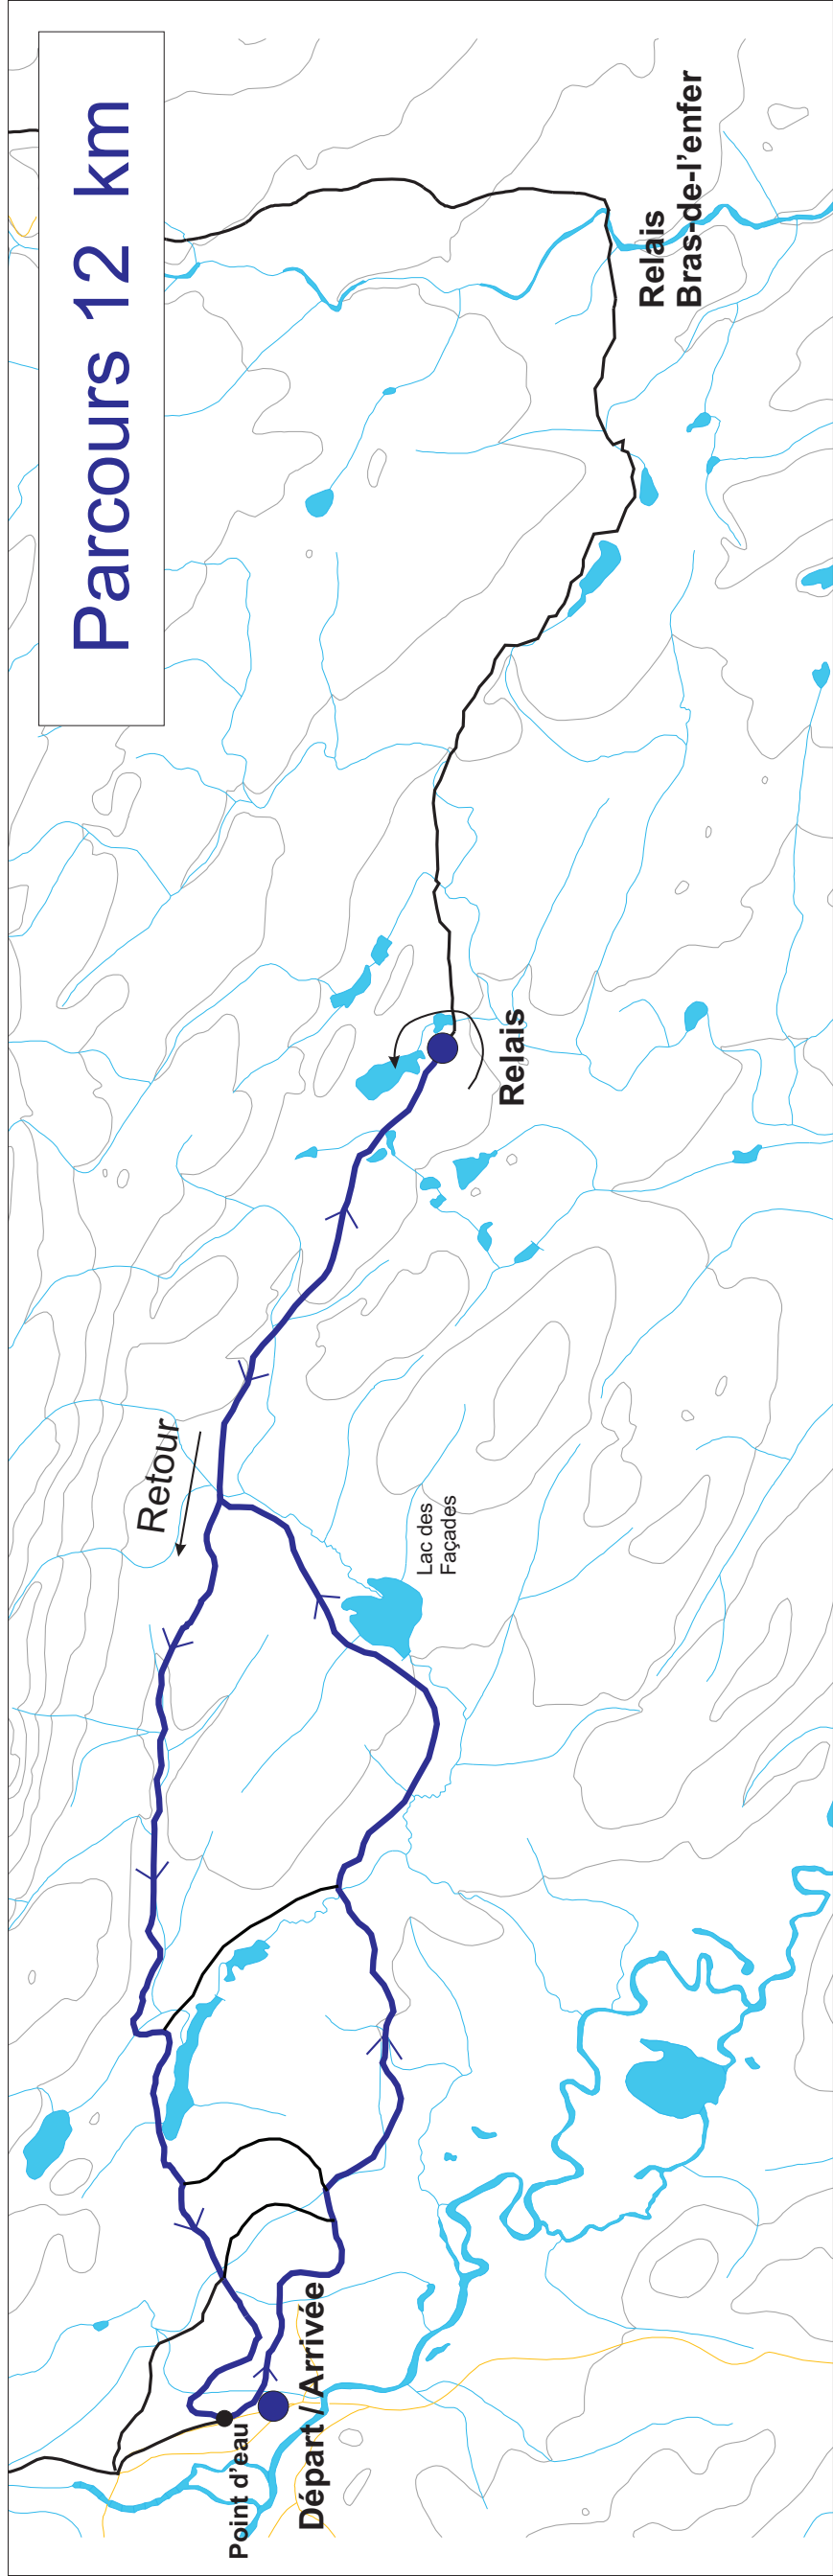 Parcours 12 km
Relais
Bras-de-l'enfer
Relais
Retour
Lac des
Façades
Point d'eau
Départ / Arrivée